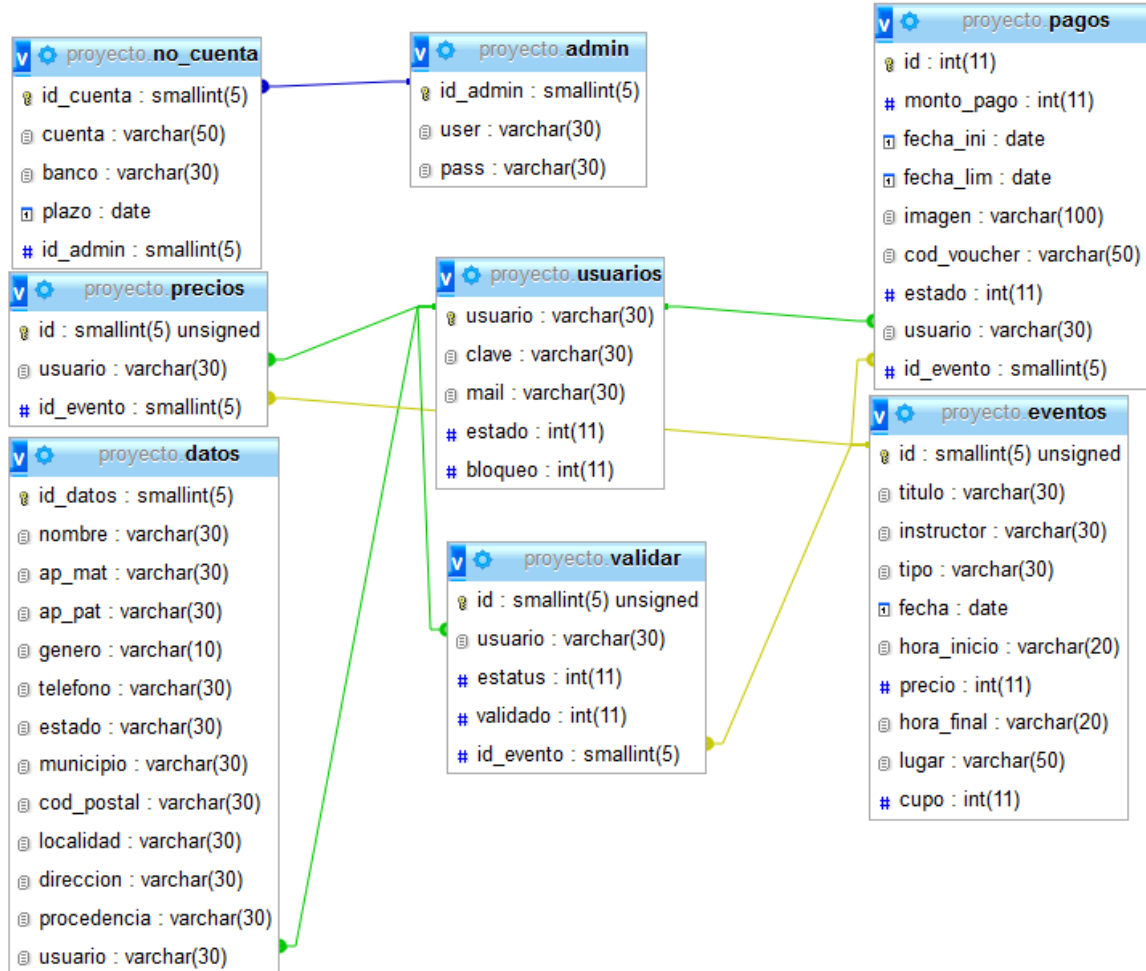 proyecto.no_cuenta
id_cuenta : smallint(5)
cuenta : varchar(50)
banco : varchar(30)
plazo : date
id_admin : smallint(5)
proyecto.admin
id_admin : smallint(5)
user : varchar(30)
pass : varchar(30)
proyecto.pagos
id : int(11)
monto_pago : int(11)
fecha_ini : date
fecha_lim : date
imagen : varchar(100)
cod_voucher : varchar(50)
estado : int(11)
usuario : varchar(30)
id_evento : smallint(5)
proyecto.precios
id : smallint(5) unsigned
usuario : varchar(30)
id_evento : smallint(5)
proyecto.usuarios
usuario : varchar(30)
clave : varchar(30)
mail : varchar(30)
estado : int(11)
bloqueo : int(11)
proyecto.eventos
id : smallint(5) unsigned
titulo : varchar(30)
instructor : varchar(30)
tipo : varchar(30)
fecha : date
hora_inicio : varchar(20)
precio : int(11)
hora_final : varchar(20)
lugar : varchar(50)
cupo : int(11)
proyecto.datos
id_datos : smallint(5)
nombre : varchar(30)
ap_mat : varchar(30)
ap_pat : varchar(30)
genero : varchar(10)
telefono : varchar(30)
estado : varchar(30)
municipio : varchar(30)
cod_postal : varchar(30)
localidad : varchar(30)
direccion : varchar(30)
procedencia : varchar(30)
usuario : varchar(30)
proyecto.validar
id : smallint(5) unsigned
usuario : varchar(30)
estatus : int(11)
validado : int(11)
id_evento : smallint(5)